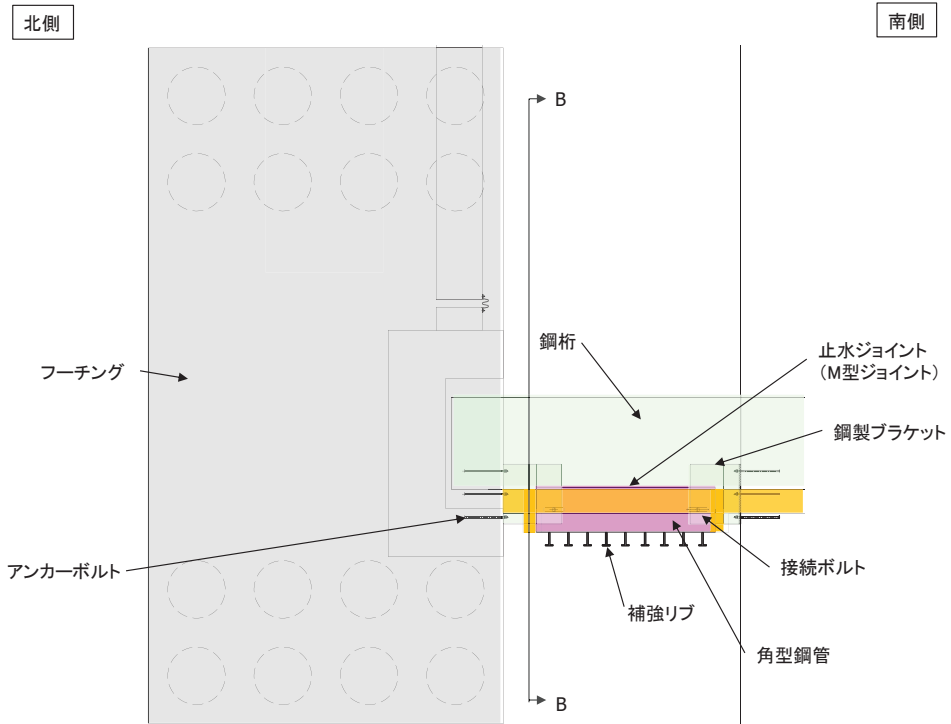 北側
南側
B
鋼桁
止水ジョイント
（M型ジョイント）
フーチング
鋼製ブラケット
アンカーボルト
接続ボルト
補強リブ
角型鋼管
B